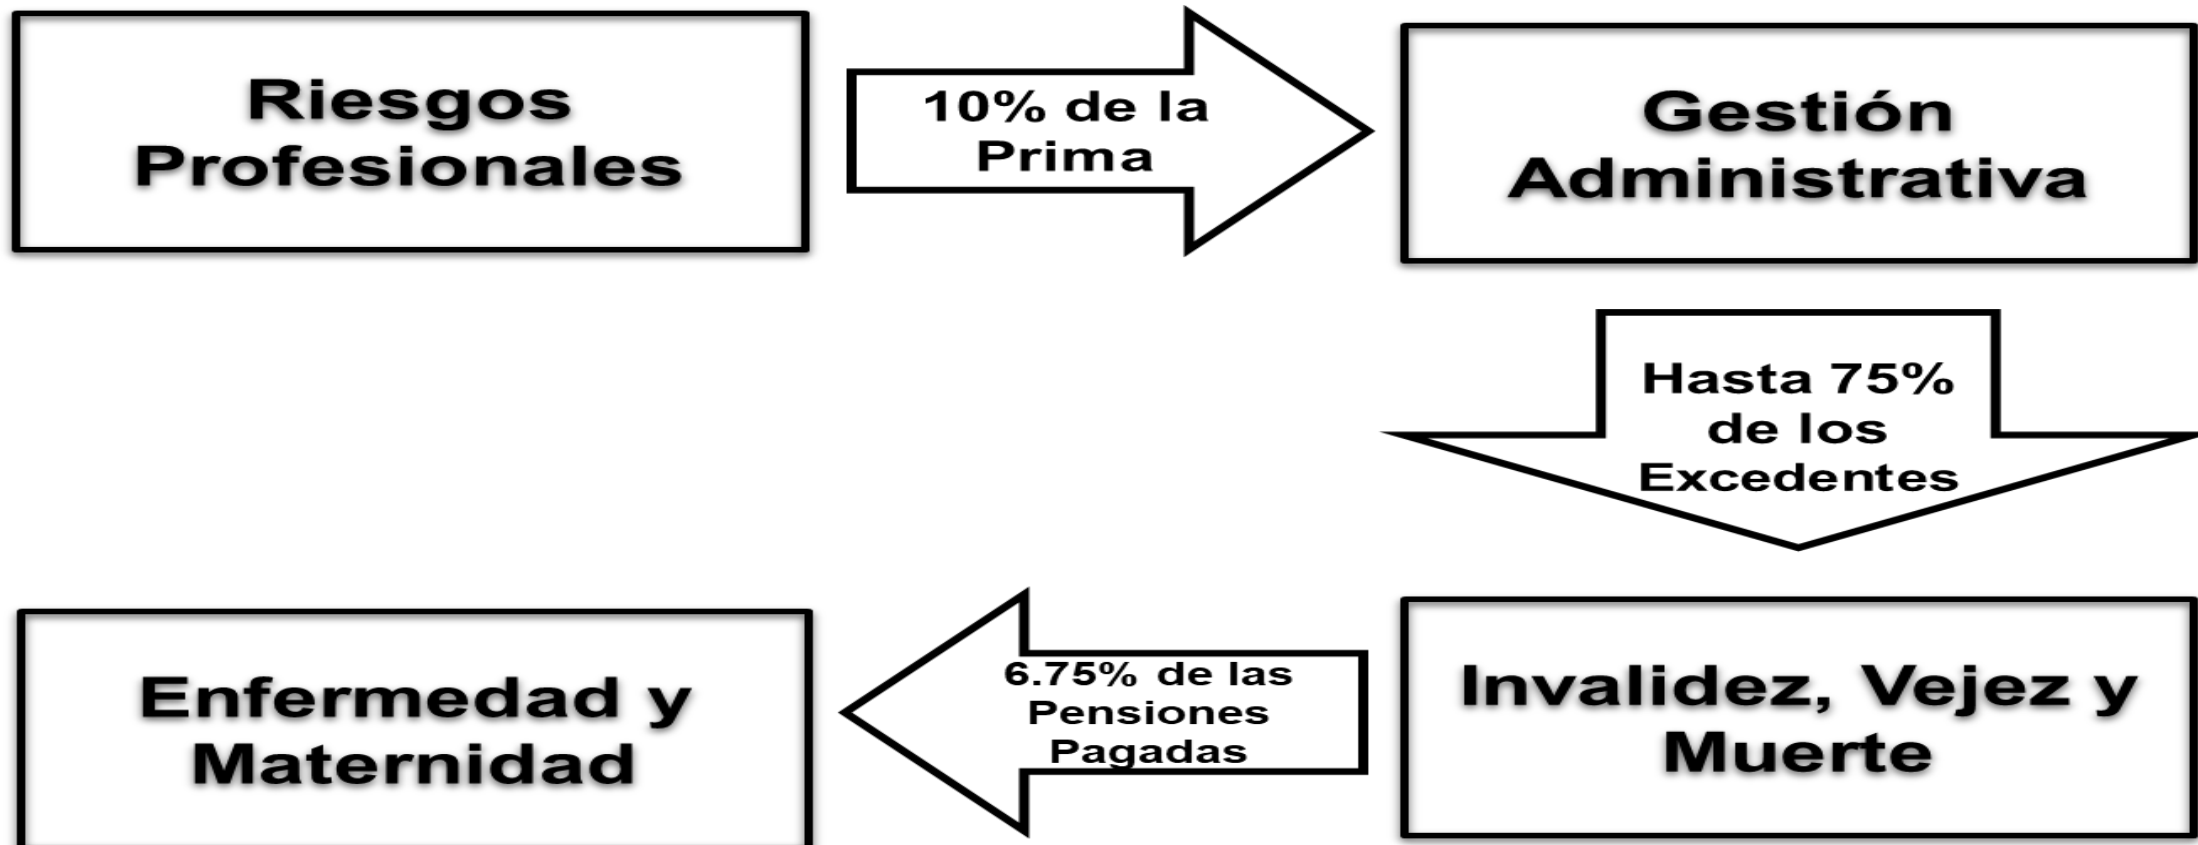 Riesgos
Profesionales
10% de la
Prima
Gestión
Administrativa
Hasta 75%
de los
Excedentes
Enfermedad y
Maternidad
6.75% de las
Pensiones
Pagadas
Invalidez, Vejez y
Muerte